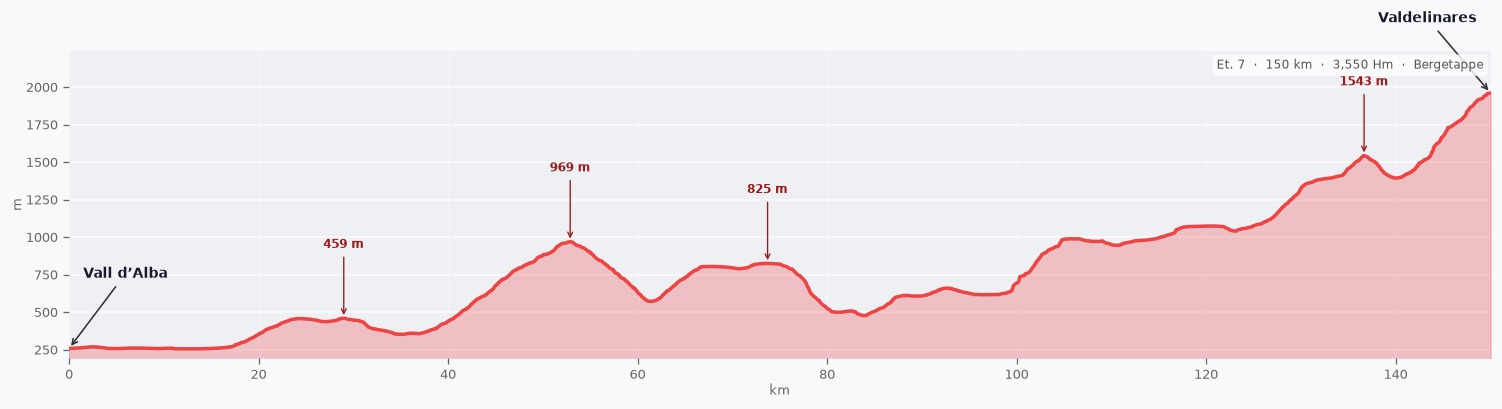 Valdelinares
Et. 7 · 150 km · 3,550 Hm · Bergetappe
1543 m
969 m
825 m
459 m
Vall d’Alba
2000
1750
1500
1250
1000
750
500
250
m
0 20 40 60 80 100 120 140
km